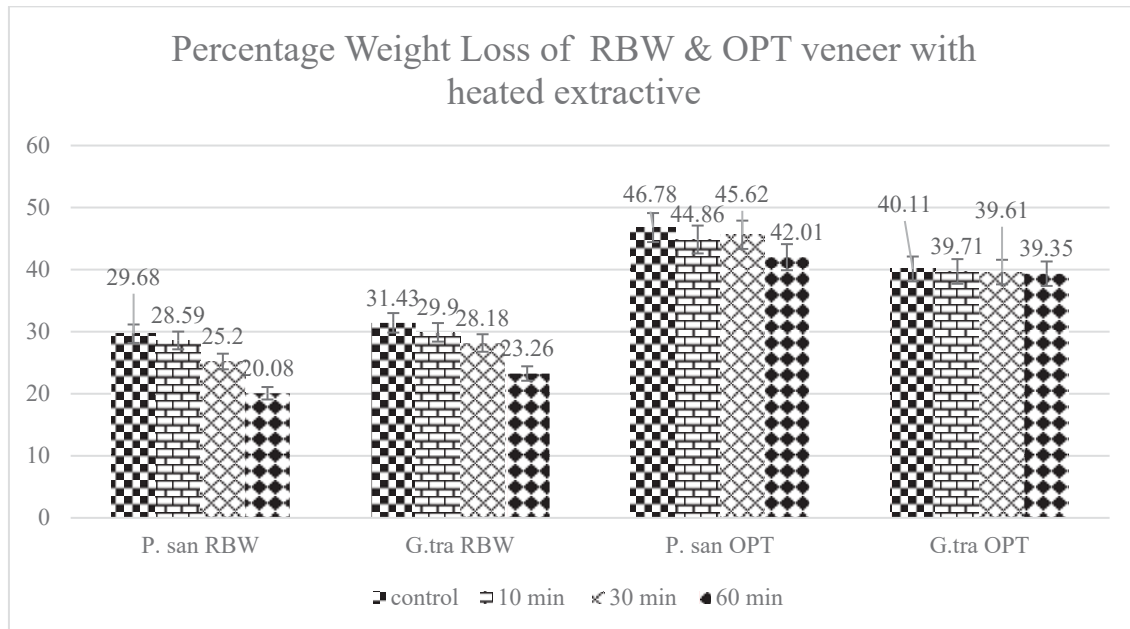 Percentage Weight Loss of RBW & OPT veneer with
heated extractive
60
50
40
30
20
10
0
29.68
28.59
25.2
20.08
31.43
29.9
28.18
23.26
46.78
44.86
45.62
42.01
40.11
39.71
39.61
39.35
P. san RBW
G.tra RBW
P. san OPT
G.tra OPT
control
10 min
30 min
60 min